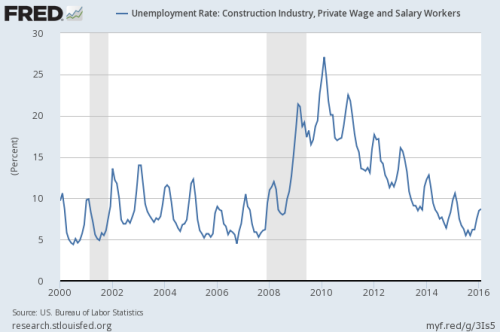 FRED
Unemployment Rate: Construction Industry, Private Wage and Salary Workers
30
25
20
15
10
5
0
(Percent)
2000 2002 2004 2006 2008 2010 2012 2014 2016
Source: U.S. Bureau of Labor Statistics
research.stlouisfed.org myf.red/g/3Is5